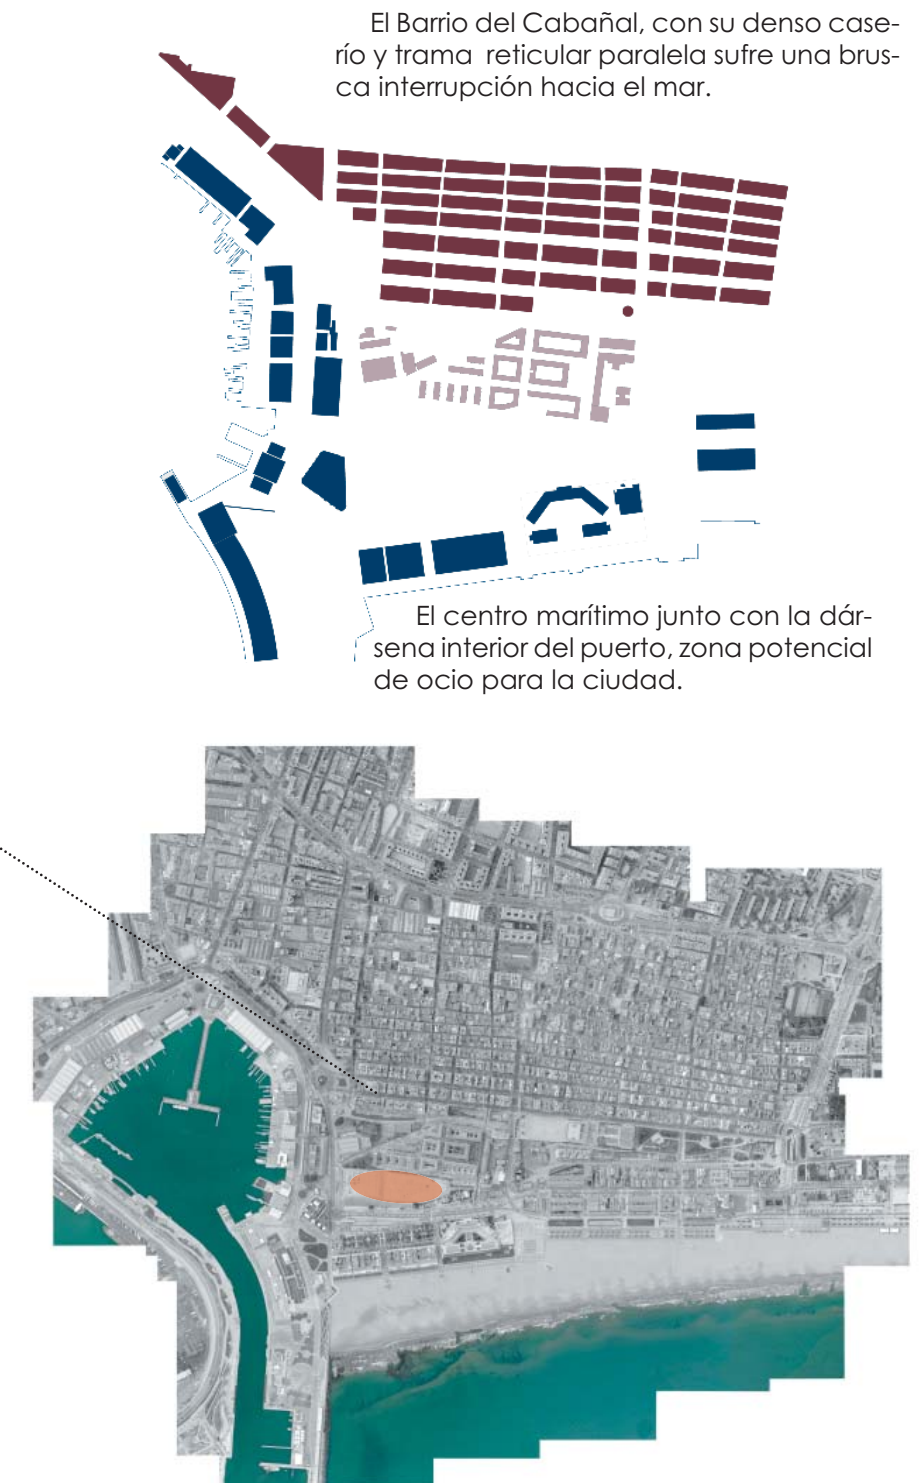 El Barrio del Cabañal, con su denso case-
río y trama reticular paralela sufre una brus-
ca interrupción hacia el mar.
El centro marítimo junto con la dár-
sena interior del puerto, zona potencial
de ocio para la ciudad.